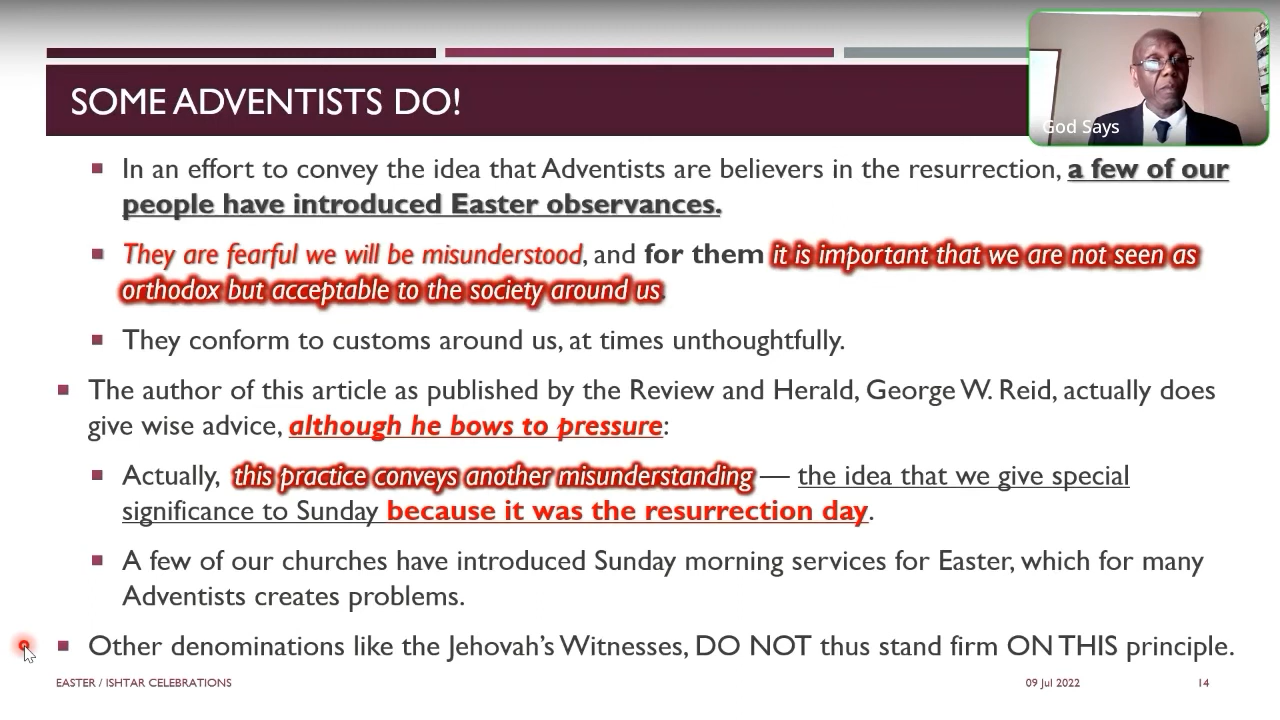 SOME ADVENTISTS DO!
God Says
In an effort to convey the idea that Adventists are believers in the resurrection, a few of our
people have introduced Easter observances.
They are fearful we will be misunderstood, and for them it is important that we are not seen as
orthodox but acceptable to the society around us.
They conform to customs around us, at times unthoughtfully.
The author of this article as published by the Review and Herald, George W. Reid, actually does
give wise advice, although he bows to pressure:
Actually, this practice conveys another misunderstanding — the idea that we give special
significance to Sunday because it was the resurrection day.
A few of our churches have introduced Sunday morning services for Easter, which for many
Adventists creates problems.
Other denominations like the Jehovah's Witnesses, DO NOT thus stand firm ON THIS principle.
EASTER / ISHTAR CELEBRATIONS
09 Jul 2022
14